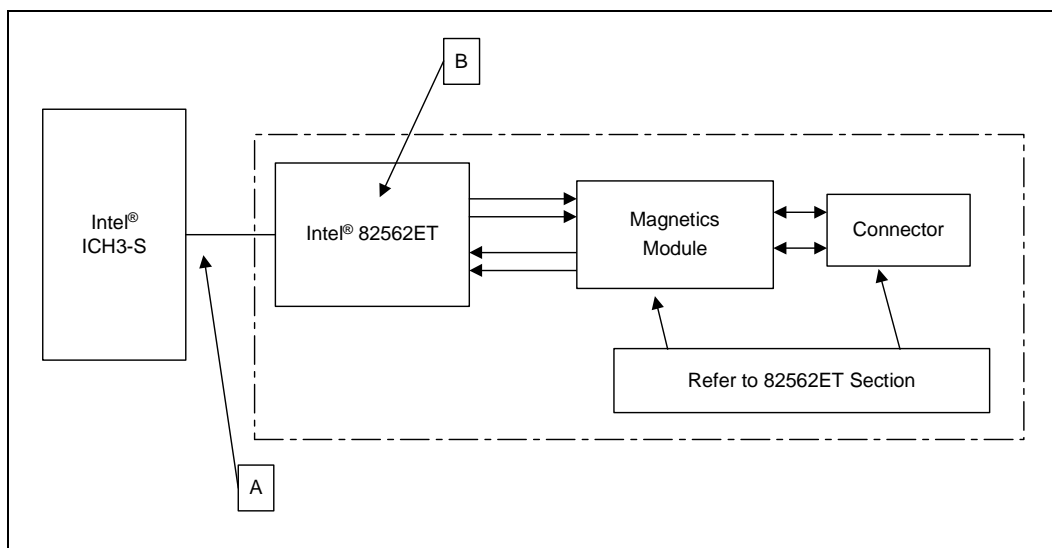 B
Intel®
ICH3-S
Intel® 82562ET
Magnetics
Module
Connector
Refer to 82562ET Section
A